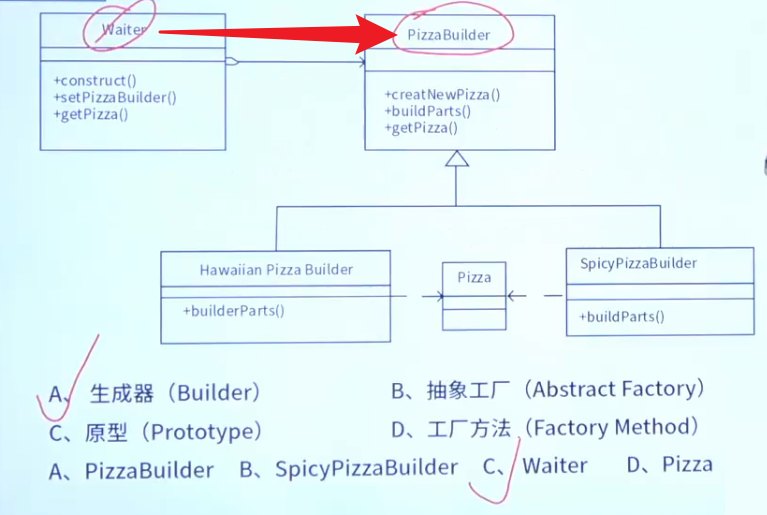 Waiter
+construct()
+setPizzaBuilder()
+getPizza()
PizzaBuilder
+creatNewPizza()
+buildParts()
+getPizza()
Hawaiian Pizza Builder
+builderParts()
Pizza
SpicyPizzaBuilder
+buildParts()
A、生成器（Builder） B、抽象工厂（Abstract Factory）
C、原型（Prototype） D、工厂方法（Factory Method）
A、PizzaBuilder B、SpicyPizzaBuilder C、Waiter D、Pizza